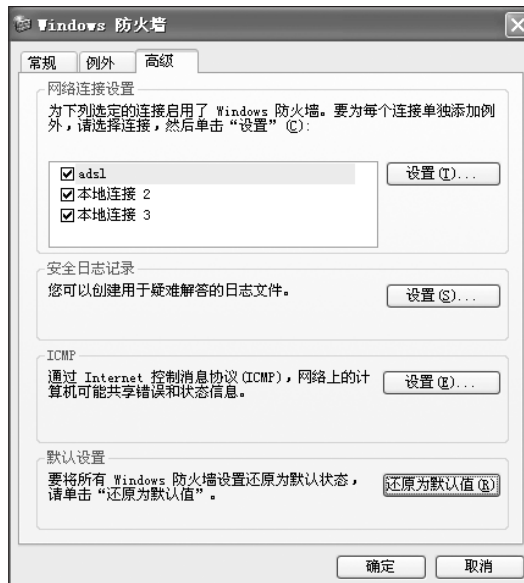 Windows 防火墙
常规 例外 高级
网络连接设置
为下列选定的连接启用了 Windows 防火墙。要为每个连接单独添加例
外，请选择连接，然后单击“设置”(C):
adsl
设置(T)...
本地连接 2
本地连接 3
安全日志记录
您可以创建用于疑难解答的日志文件。
设置(S)...
ICMP
通过 Internet 控制消息协议(ICMP)，网络上的计
算机可能共享错误和状态信息。
设置(E)...
默认设置
要将所有 Windows 防火墙设置还原为默认状态，
请单击“还原为默认值”。
还原为默认值(R)
确定 取消